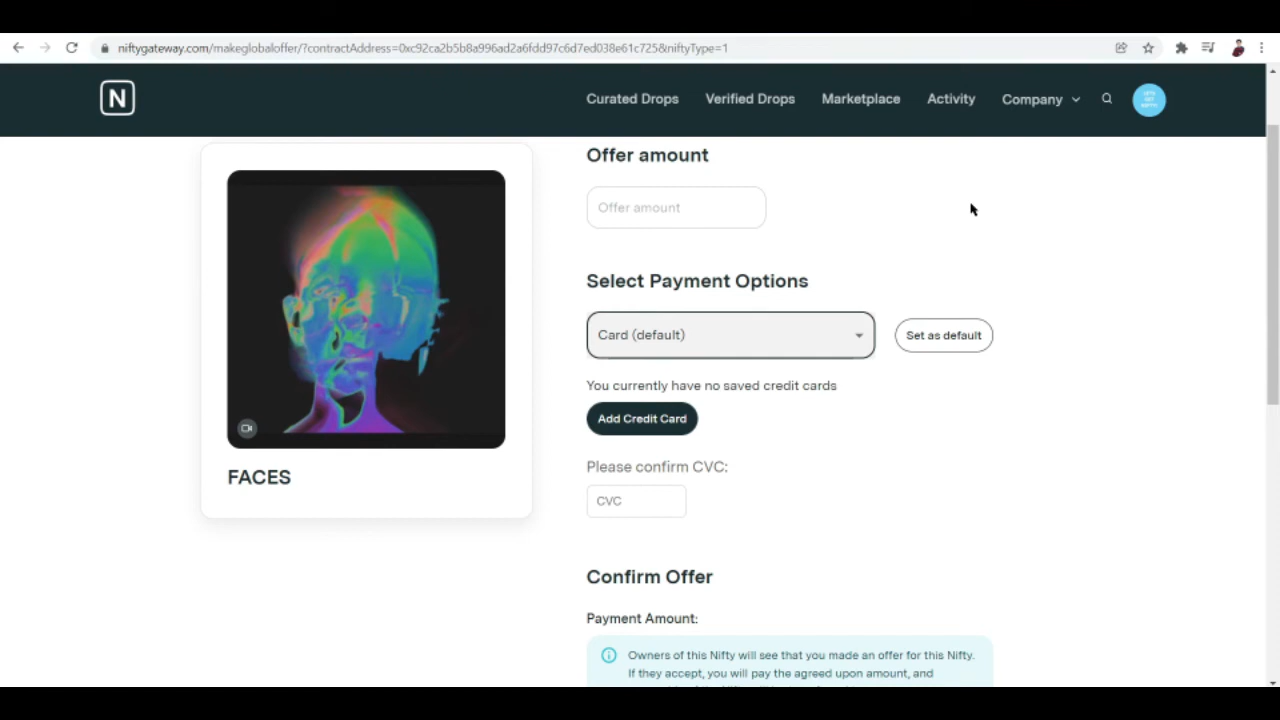 niftygateway.com/makeglobaloffer/?contractAddress=0xc92ca2b5b8a996ad2a6fdd97c6d7ed038e61c725&niftyType=1
N
Curated Drops
Verified Drops
Marketplace
Activity
Company
Offer amount
Offer amount
Select Payment Options
Card (default)
Set as default
You currently have no saved credit cards
Add Credit Card
Please confirm CVC:
CVC
FACES
Confirm Offer
Payment Amount:
Owners of this Nifty will see that you made an offer for this Nifty.
If they accept, you will pay the agreed upon amount, and